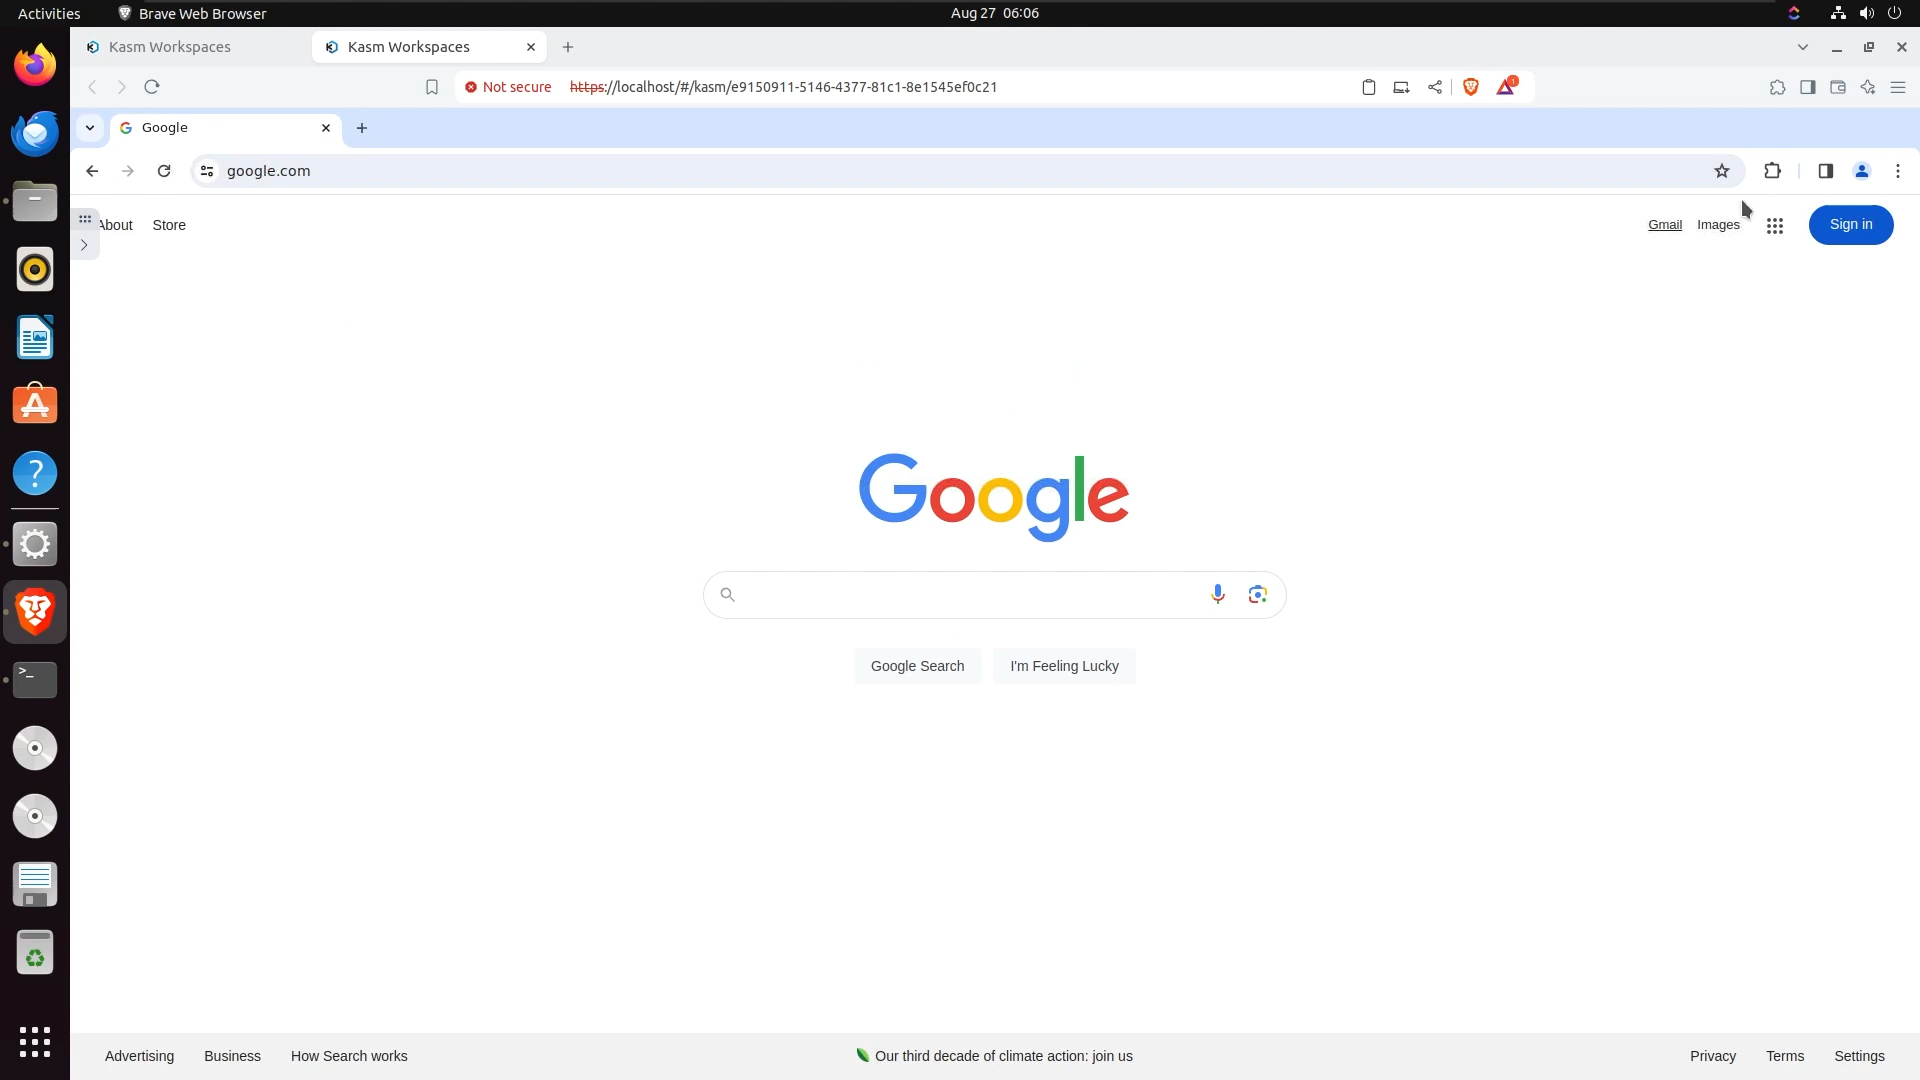 Activities
Brave Web Browser
Aug 27 06:06
Kasm Workspaces
Kasm Workspaces
Not secure
https://localhost/#/kasm/e9150911-5146-4377-81c1-8e1545ef0c21
1
Google
google.com
About
Store
Gmail
Images
Sign in
Google
Google Search
I'm Feeling Lucky
Advertising
Business
How Search works
Our third decade of climate action: join us
Privacy
Terms
Settings